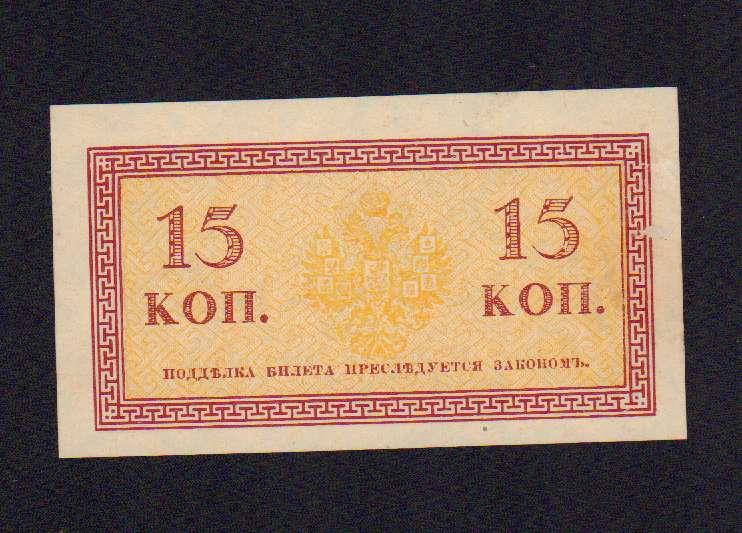 15 15
КОП. КОП.
ПОДДѢЛКА БИЛЕТА ПРЕСЛѢДУЕТСЯ ЗАКОНОМЪ.